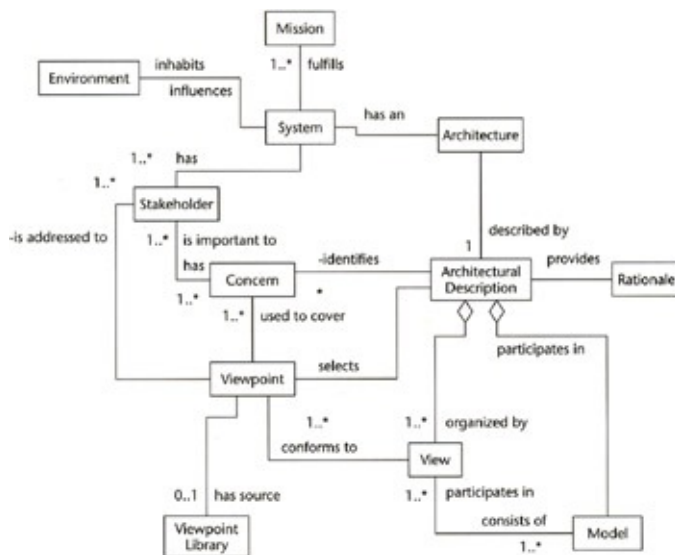 Mission
inhabits
1..*
fulfills
Environment
influences
System
has an
Architecture
1..*
has
1..*
Stakeholder
-is addressed to
1..*
is important to
1
described by
has
Concern
-identifies
Architectural
Description
provides
Rationale
1..*
*
1..*
used to cover
participates in
Viewpoint
selects
1..*
1..*
organized by
conforms to
View
0..1
has source
1..*
participates in
Viewpoint
Library
consists of
Model
1..*